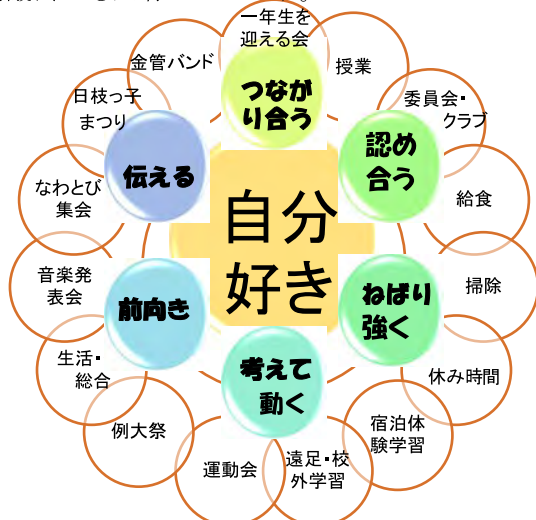 一年生を
迎える会
授業
委員会・
クラブ
給食
掃除
休み時間
宿泊体
験学習
遠足・校
外学習
運動会
例大祭
生活・
総合
音楽発
表会
なわとび
集会
日枝っ子
まつり
金管バンド
つなが
り合う
認め
合う
ねばり
強く
考えて
動く
前向き
伝える
自分
好き